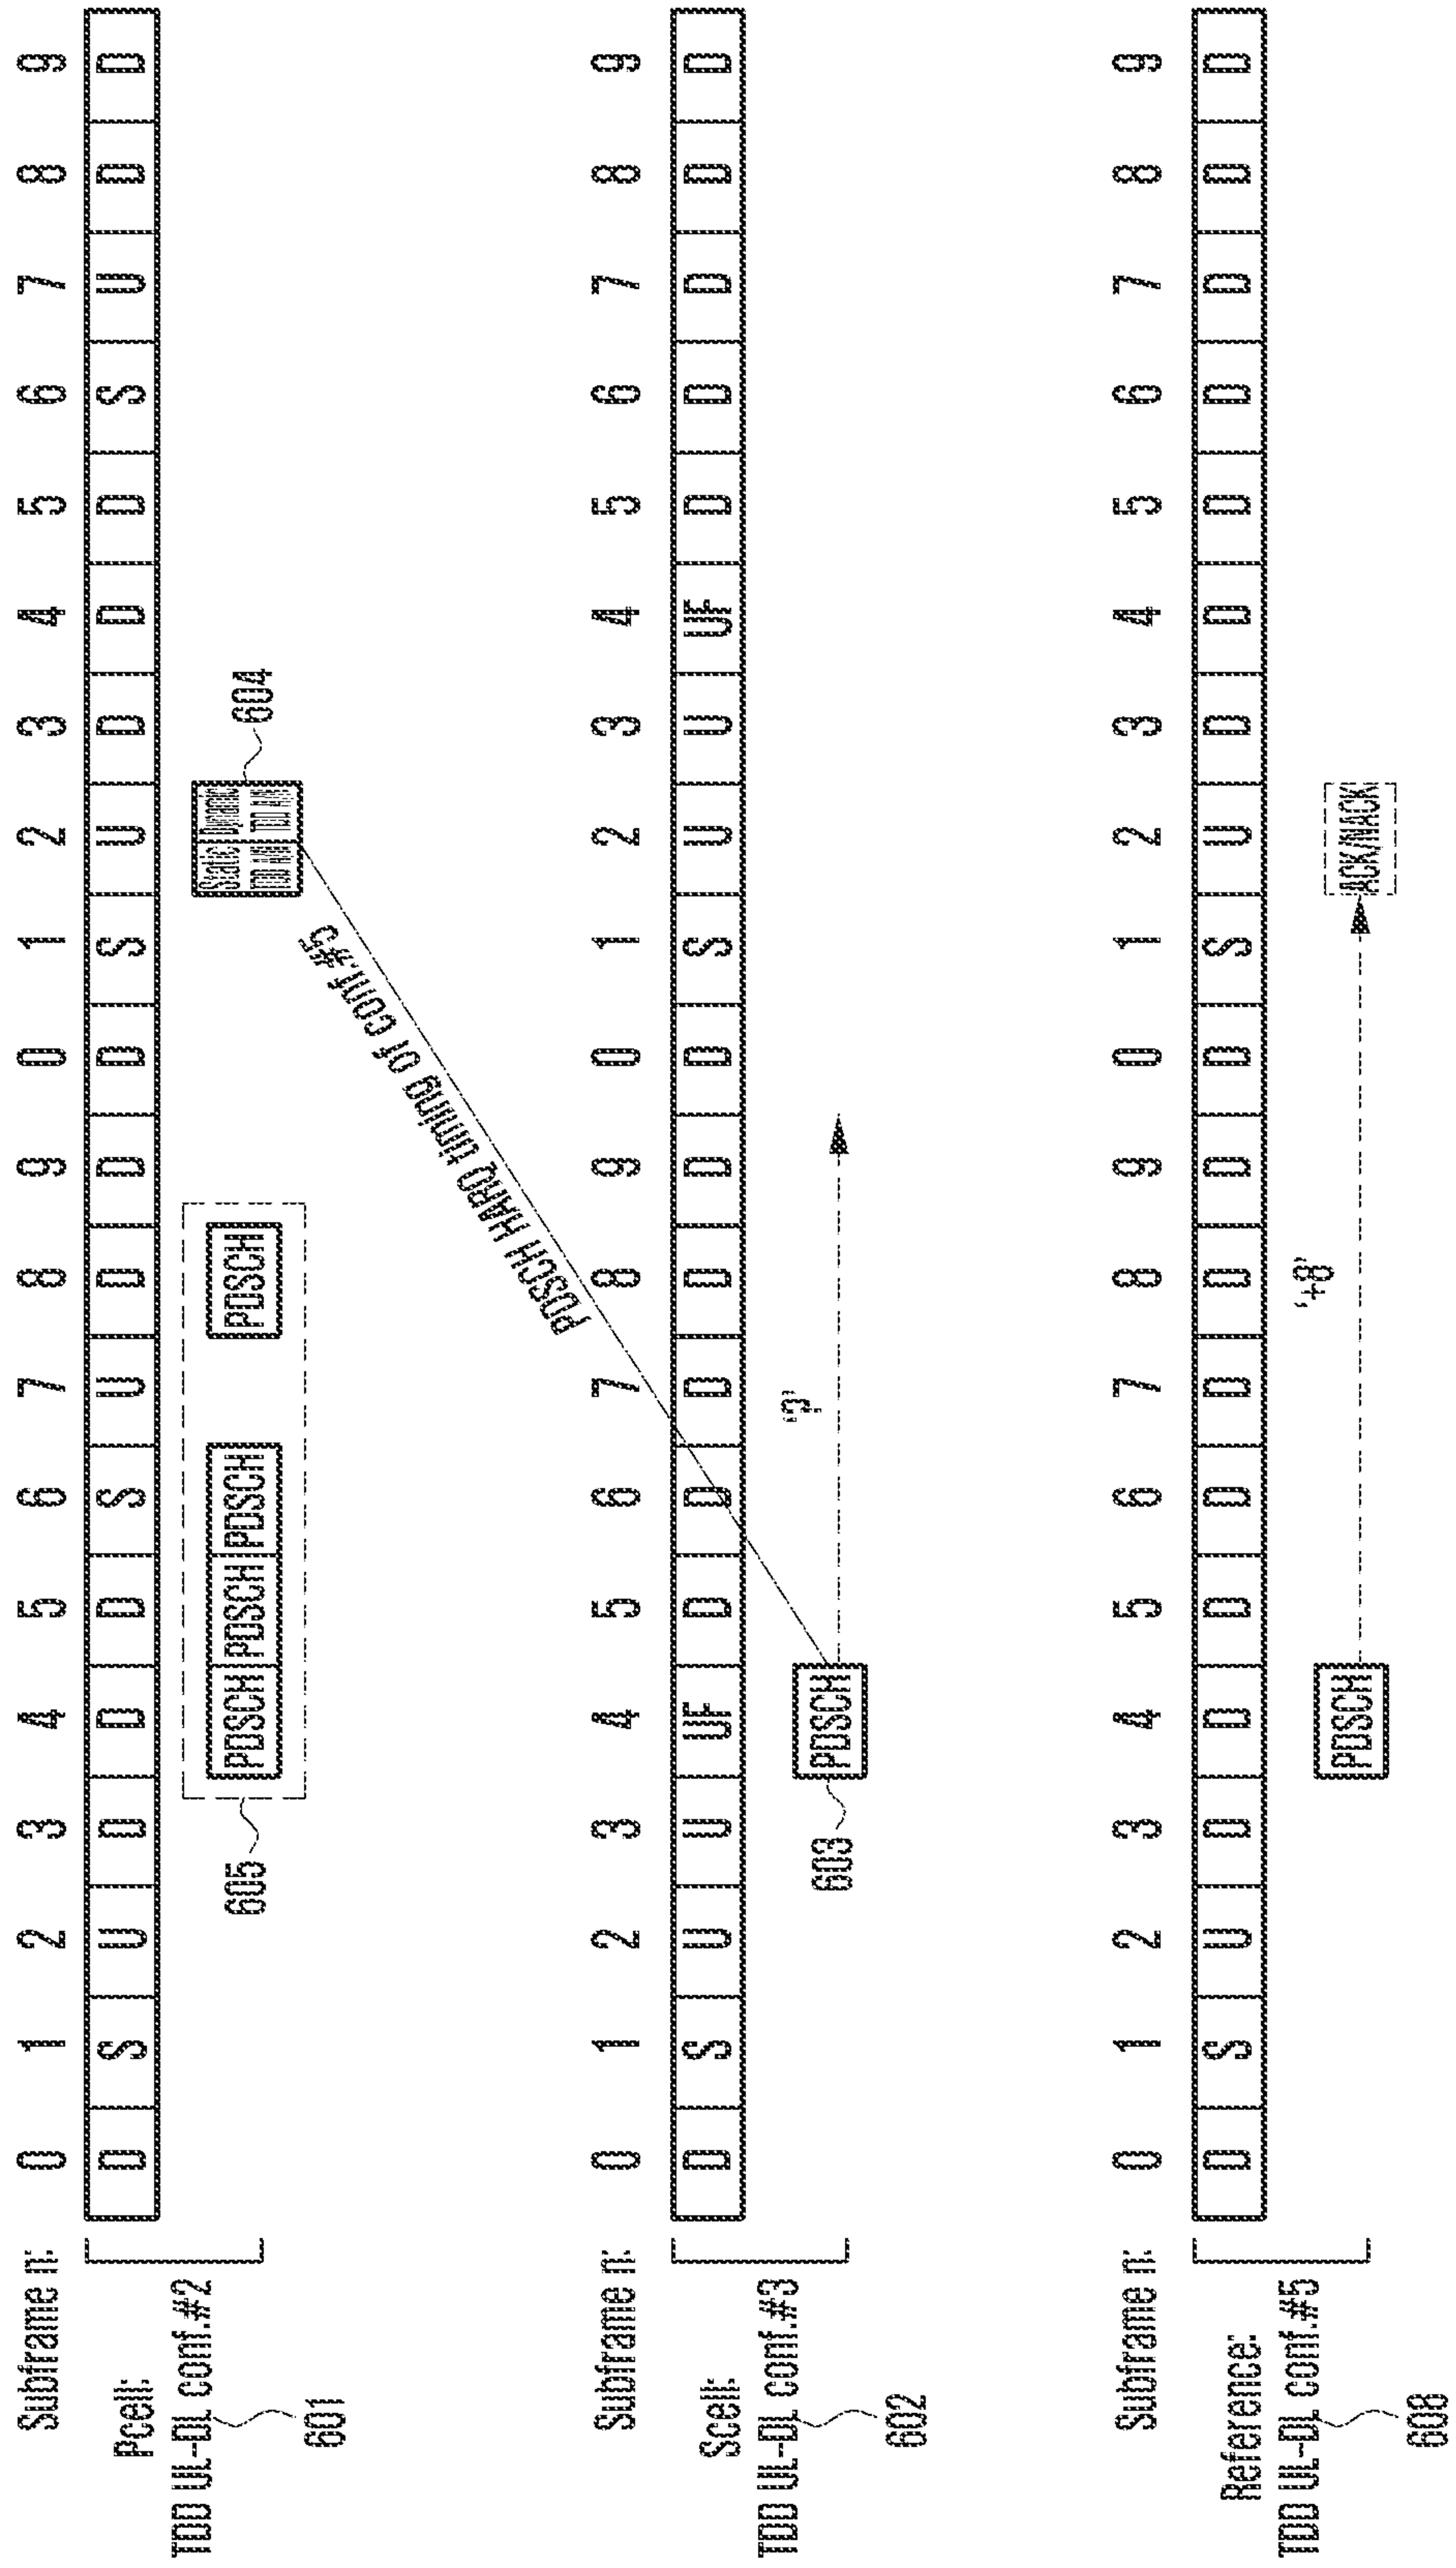 Subframe n: 0 1 2 3 4 5 6 7 8 9 0 1 2 3 4 5 6 7 8 9
Pcell:
TDD UL-DL conf.#2
D S U D D D S U D D D S U D D D S U D D
601
605
PDSCH PDSCH PDSCH PDSCH
Static Dynamic
TDD A/N TDD A/N
604
PDSCH HARQ timing of conf #5
Subframe n: 0 1 2 3 4 5 6 7 8 9 0 1 2 3 4 5 6 7 8 9
Scell:
TDD UL-DL conf.#3
D S U U UF D D D D D D S U U UF D D D D D
602
603
PDSCH
'?'
Subframe n: 0 1 2 3 4 5 6 7 8 9 0 1 2 3 4 5 6 7 8 9
Reference:
TDD UL-DL conf.#5
D S U D D D D D D D D S U D D D D D D D
608
PDSCH
'+8'
ACK/NACK